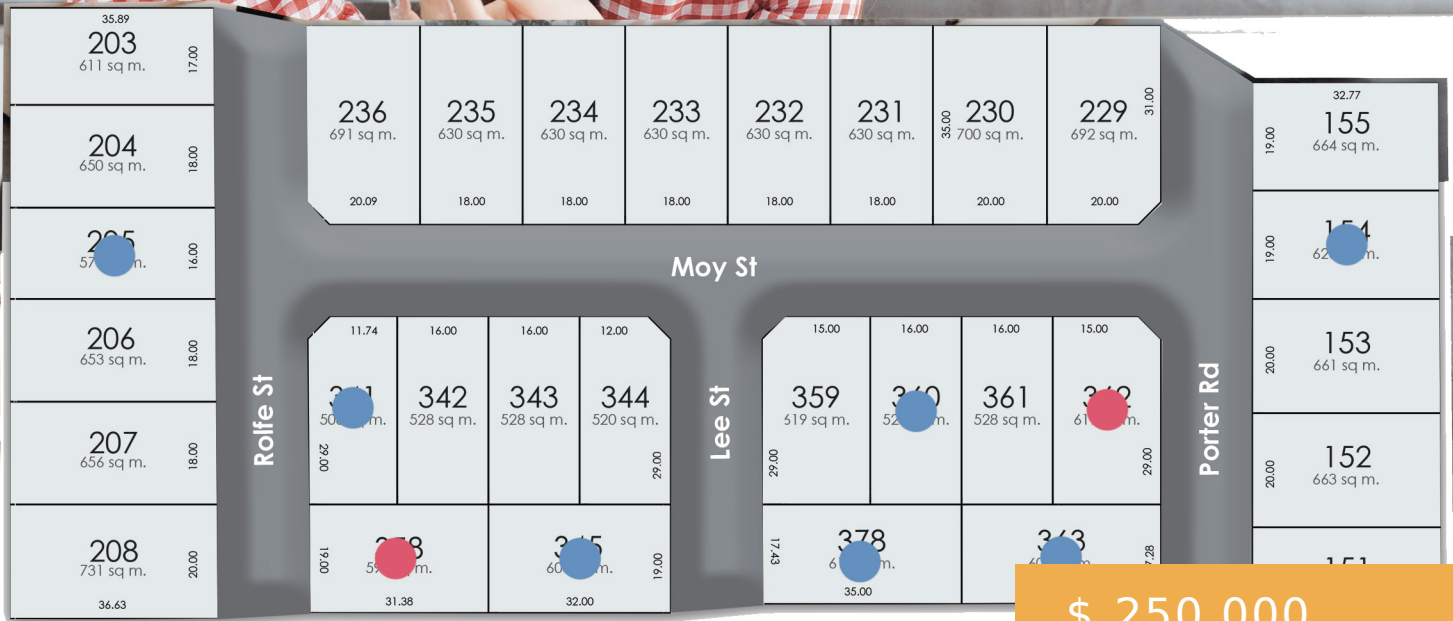 35.89
203
611 sq m.
17.00
204
650 sq m.
18.00
16.00
206
653 sq m.
18.00
207
656 sq m.
18.00
208
731 sq m.
20.00
36.63
Rolfe St
236
691 sq m.
20.09
235
630 sq m.
18.00
234
630 sq m.
18.00
233
630 sq m.
18.00
232
630 sq m.
18.00
231
630 sq m.
18.00
35.00
230
700 sq m.
20.00
229
692 sq m.
31.00
20.00
Moy St
11.74
29.00
16.00
342
528 sq m.
16.00
343
528 sq m.
12.00
344
520 sq m.
29.00
19.00
31.38
19.00
32.00
Lee St
15.00
359
619 sq m.
29.00
16.00
16.00
361
528 sq m.
15.00
29.00
17.43
378
35.00
Porter Rd
32.77
155
664 sq m.
19.00
19.00
153
661 sq m.
20.00
152
663 sq m.
20.00
$ 250,000